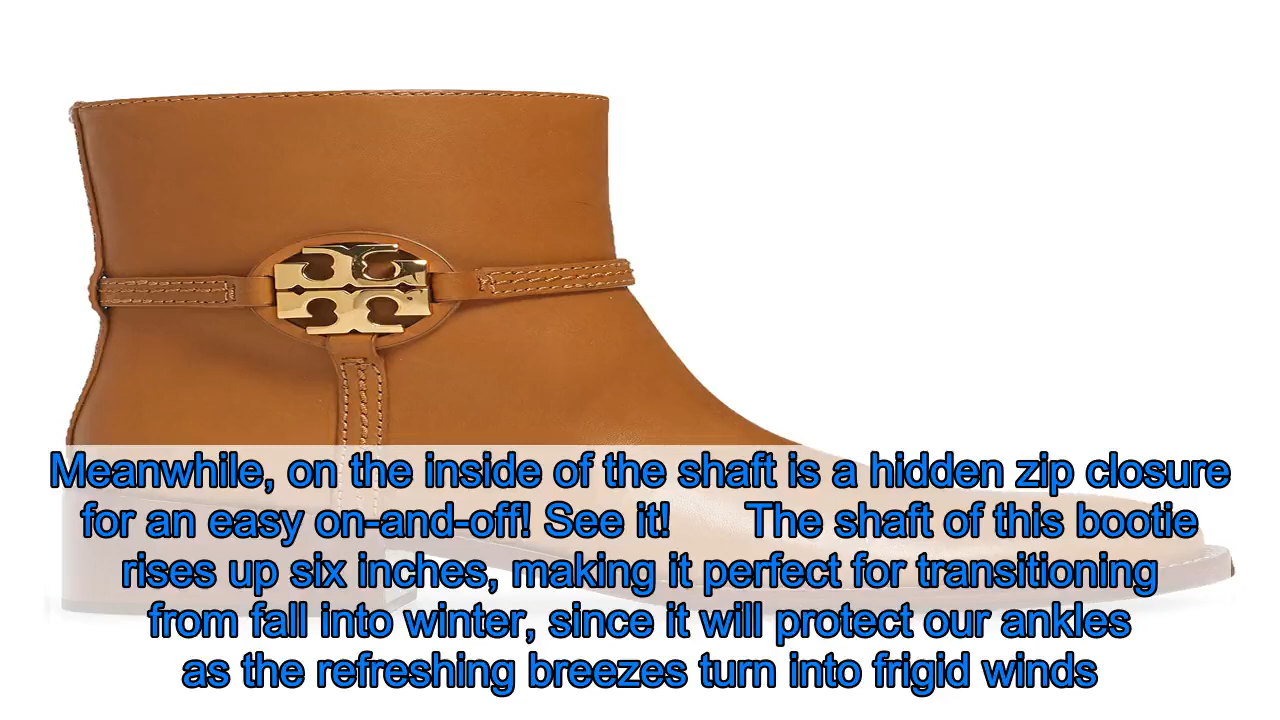 Meanwhile, on the inside of the shaft is a hidden zip closure
for an easy on-and-off! See it! The shaft of this bootie
rises up six inches, making it perfect for transitioning
from fall into winter, since it will protect our ankles
as the refreshing breezes turn into frigid winds